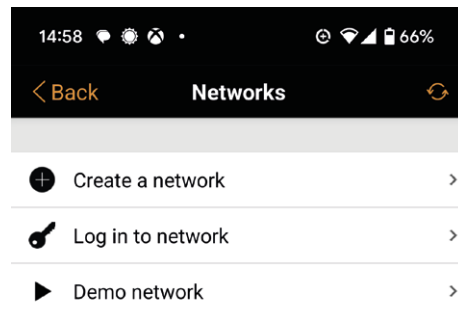 14:58 66%
Back Networks
Create a network
Log in to network
Demo network